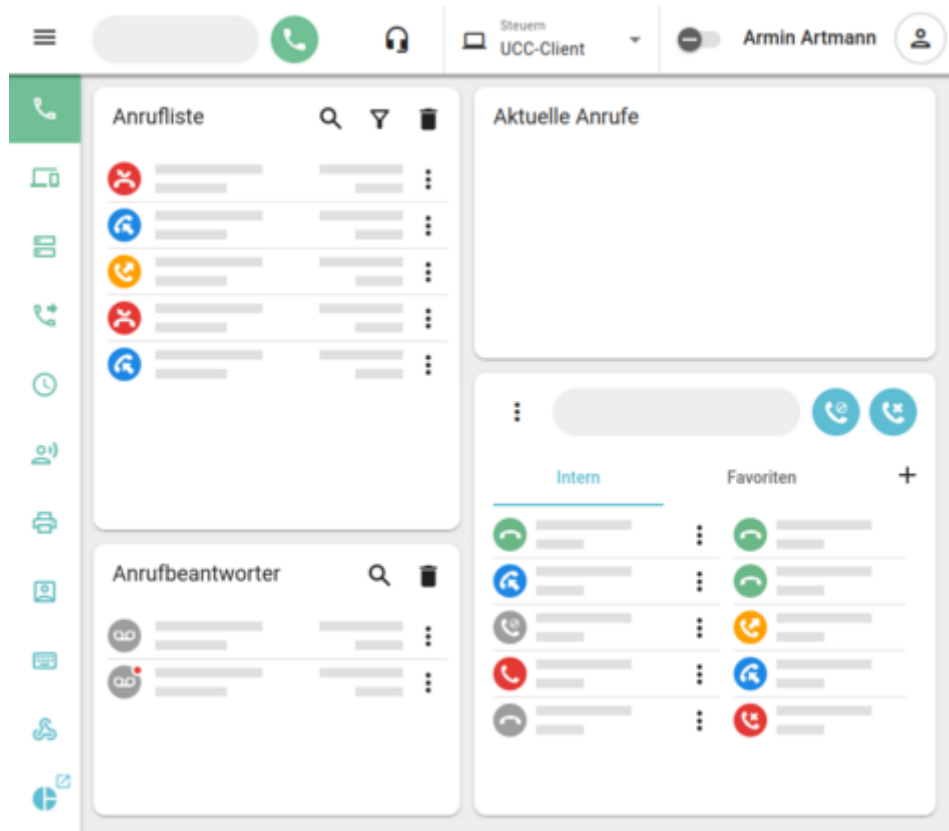 Steuern
UCC-Client
Armin Artmann
Anrufliste
Aktuelle Anrufe
Intern
Favoriten
Anrufbeantworter